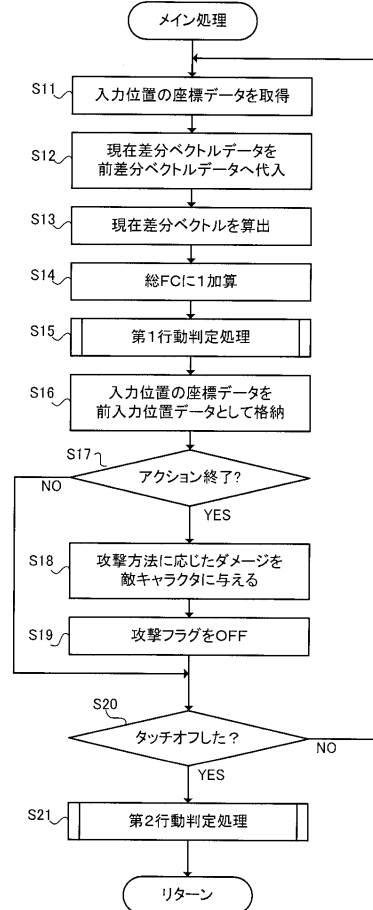 メイン処理
S11
入力位置の座標データを取得
S12
現在差分ベクトルデータを
前差分ベクトルデータへ代入
S13
現在差分ベクトルを算出
S14
総FCに1加算
S15
第1行動判定処理
S16
入力位置の座標データを
前入力位置データとして格納
S17
アクション終了?
NO
YES
S18
攻撃方法に応じたダメージを
敵キャラクタに与える
S19
攻撃フラグをOFF
S20
タッチオフした?
NO
YES
S21
第2行動判定処理
リターン